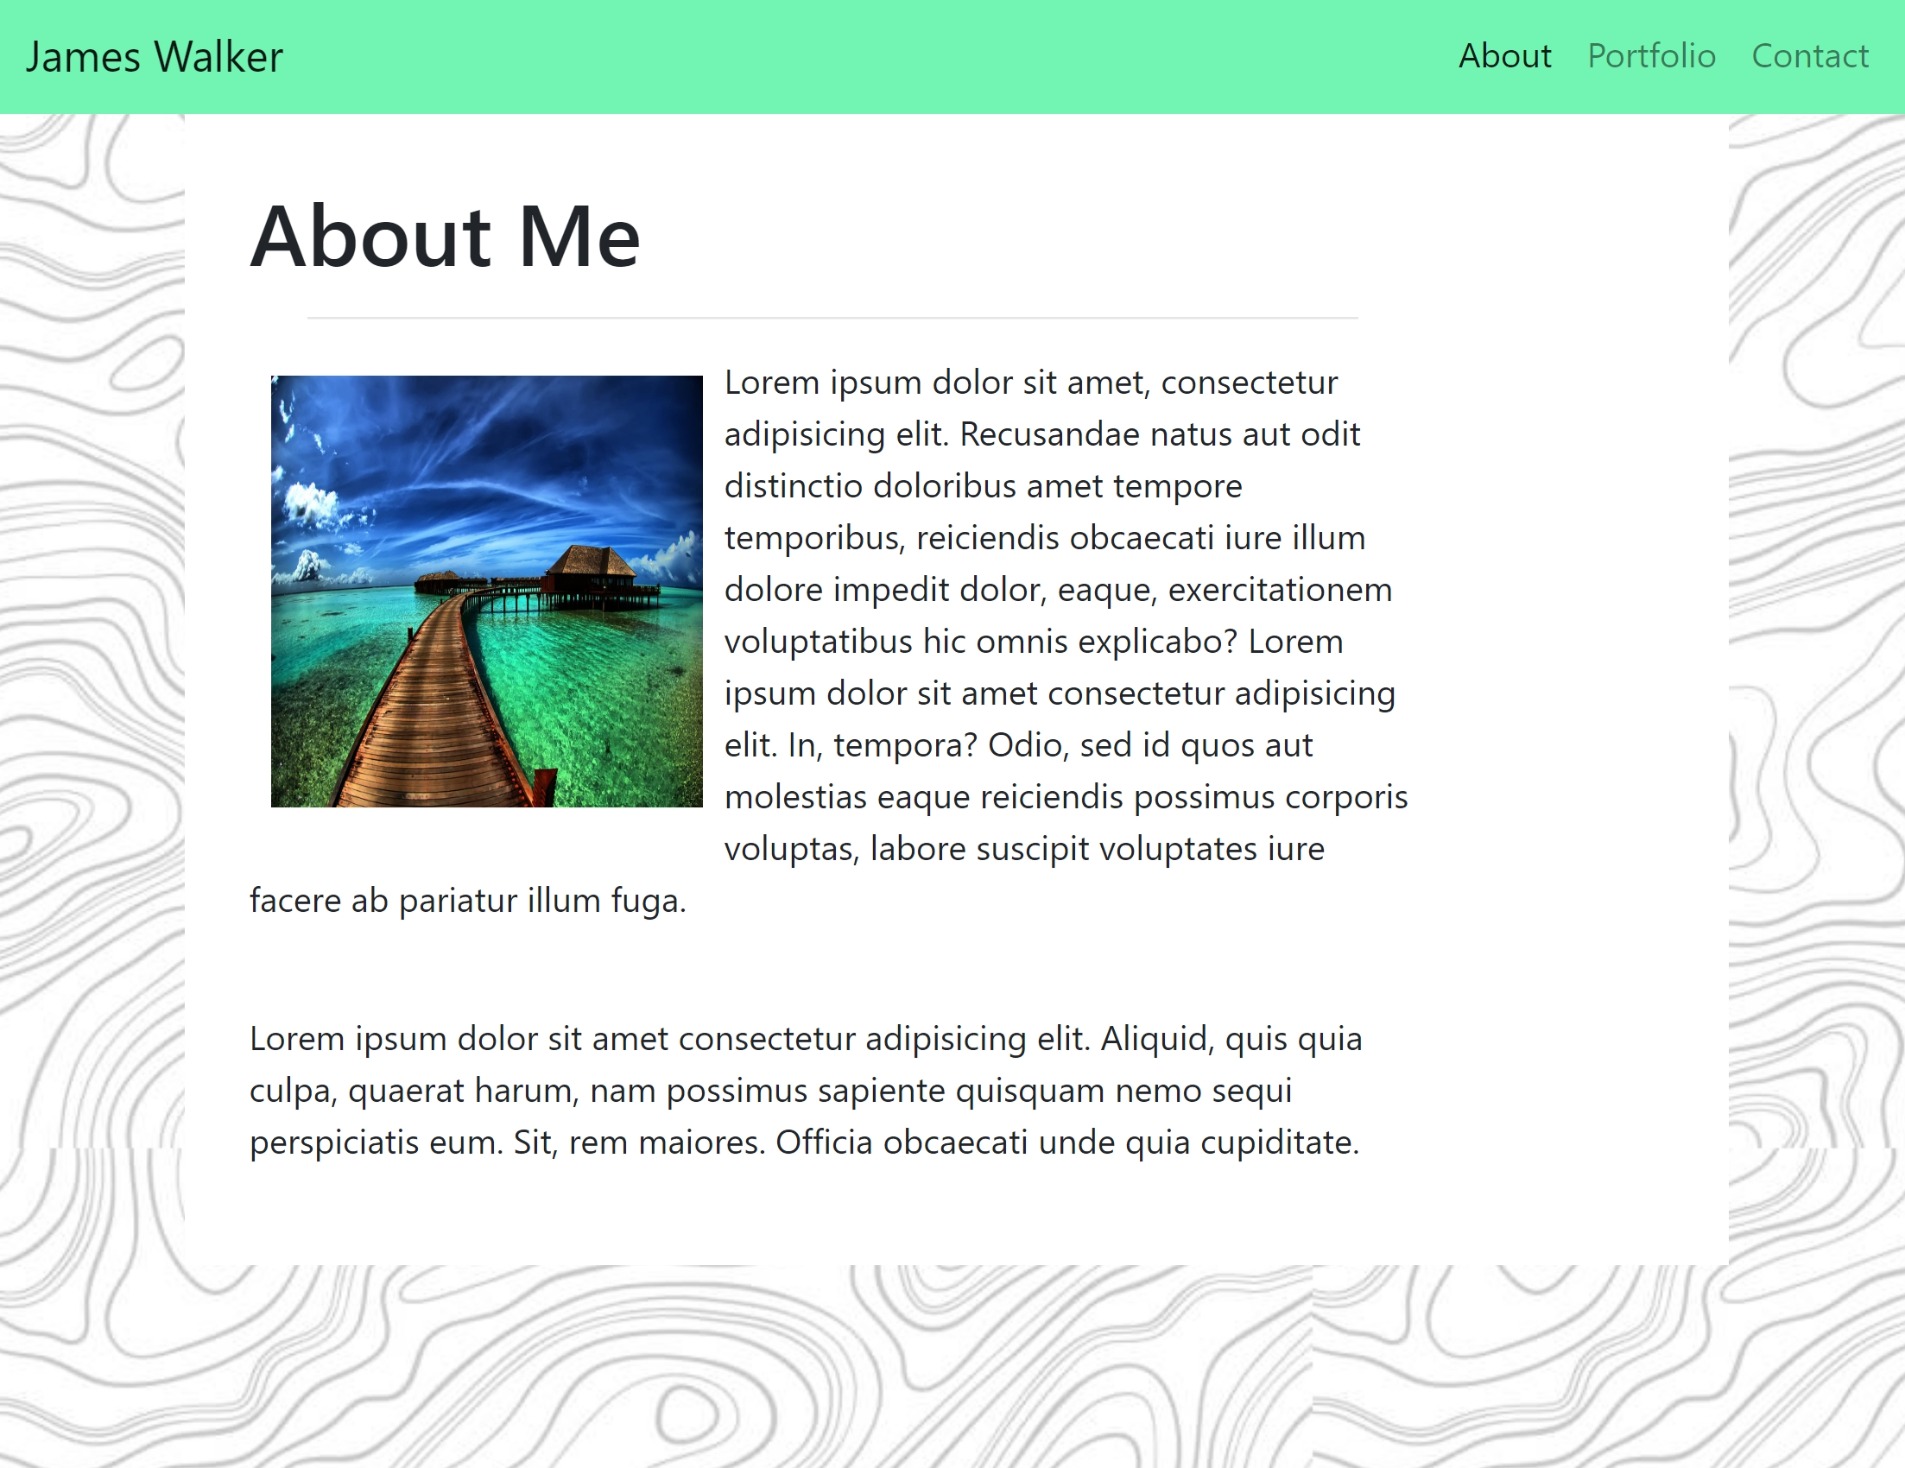 James Walker
About Portfolio Contact
About Me
Lorem ipsum dolor sit amet, consectetur
adipisicing elit. Recusandae natus aut odit
distinctio doloribus amet tempore
temporibus, reiciendis obcaecati iure illum
dolore impedit dolor, eaque, exercitationem
voluptatibus hic omnis explicabo? Lorem
ipsum dolor sit amet consectetur adipisicing
elit. In, tempora? Odio, sed id quos aut
molestias eaque reiciendis possimus corporis
voluptas, labore suscipit voluptates iure
facere ab pariatur illum fuga.
Lorem ipsum dolor sit amet consectetur adipisicing elit. Aliquid, quis quia
culpa, quaerat harum, nam possimus sapiente quisquam nemo sequi
perspiciatis eum. Sit, rem maiores. Officia obcaecati unde quia cupiditate.